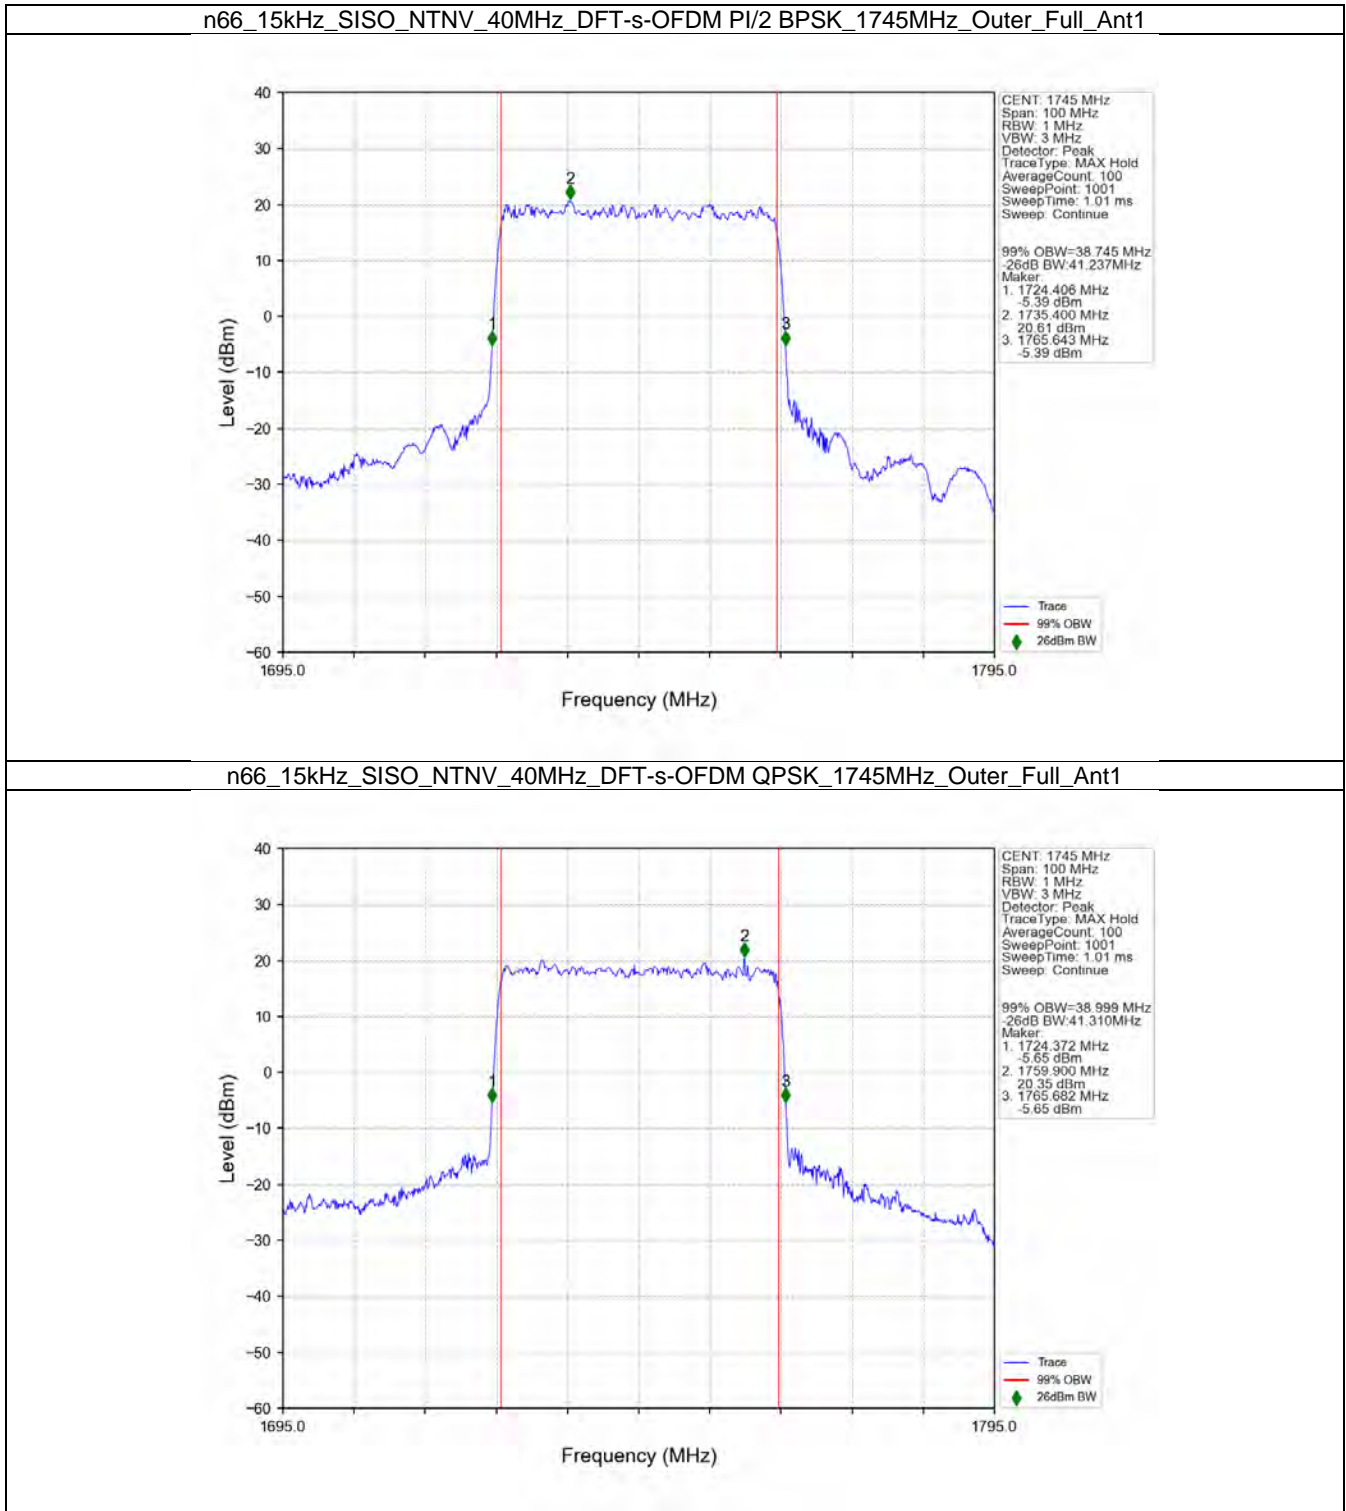 n66_15kHz_SISO_NTNV_40MHz_DFT-s-OFDM PI/2 BPSK_1745MHz_Outer_Full_Ant1
40
30
20
10
0
−10
−20
−30
−40
−50
−60
Level (dBm)
1695.0
1795.0
Frequency (MHz)
1
2
3
CENT: 1745 MHz
Span: 100 MHz
RBW: 1 MHz
VBW: 3 MHz
Detector: Peak
TraceType: MAX Hold
AverageCount: 100
SweepPoint: 1001
SweepTime: 1.01 ms
Sweep: Continue
99% OBW=38.745 MHz
-26dB BW:41.237MHz
Maker:
1. 1724.406 MHz
-5.39 dBm
2. 1735.400 MHz
20.61 dBm
3. 1765.643 MHz
-5.39 dBm
Trace
99% OBW
26dBm BW
n66_15kHz_SISO_NTNV_40MHz_DFT-s-OFDM QPSK_1745MHz_Outer_Full_Ant1
40
30
20
10
0
−10
−20
−30
−40
−50
−60
Level (dBm)
1695.0
1795.0
Frequency (MHz)
1
2
3
CENT: 1745 MHz
Span: 100 MHz
RBW: 1 MHz
VBW: 3 MHz
Detector: Peak
TraceType: MAX Hold
AverageCount: 100
SweepPoint: 1001
SweepTime: 1.01 ms
Sweep: Continue
99% OBW=38.999 MHz
-26dB BW:41.310MHz
Maker:
1. 1724.372 MHz
-5.65 dBm
2. 1759.900 MHz
20.35 dBm
3. 1765.682 MHz
-5.65 dBm
Trace
99% OBW
26dBm BW